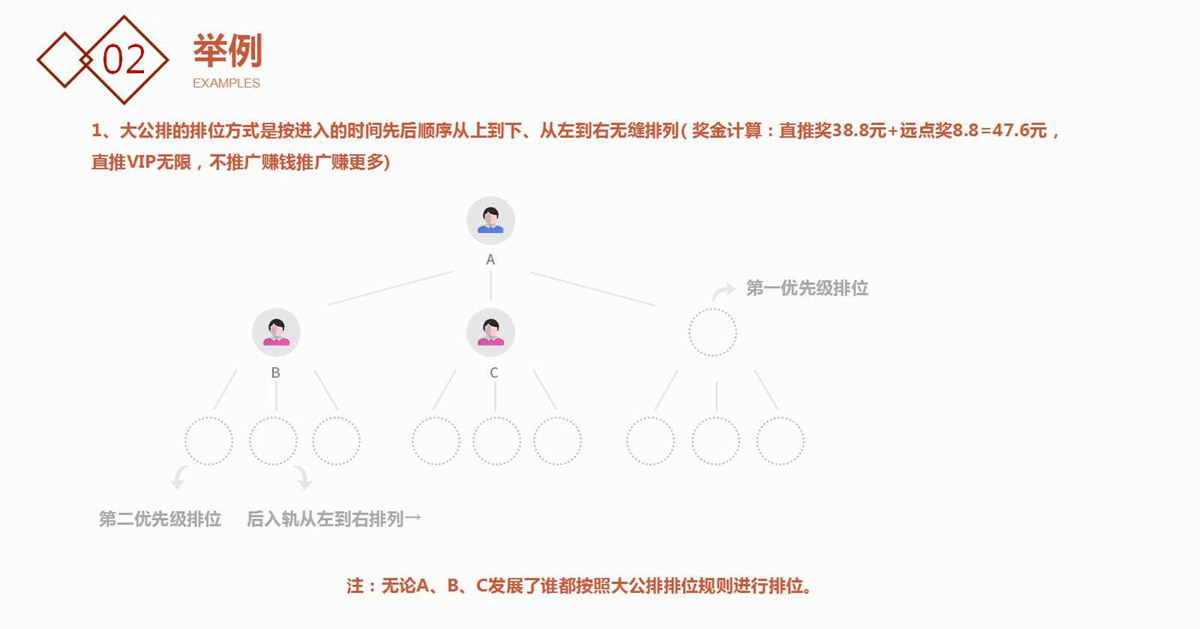 02
举例
EXAMPLES
1、大公排的排位方式是按进入的时间先后顺序从上到下、从左到右无缝排列( 奖金计算：直推奖38.8元+远点奖8.8=47.6元，
直推VIP无限，不推广赚钱推广赚更多)
A
第一优先级排位
B
C
第二优先级排位
后入轨从左到右排列→
注：无论A、B、C发展了谁都按照大公排排位规则进行排位。